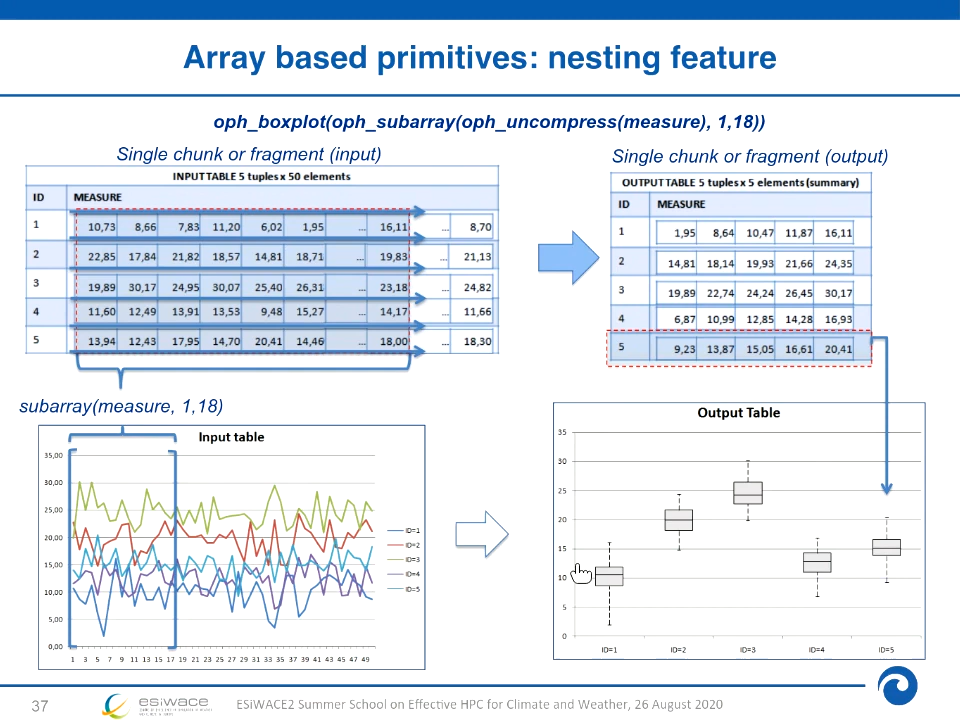 Array based primitives: nesting feature
oph_boxplot(oph_subarray(oph_uncompress(measure), 1,18))
Single chunk or fragment (input)
INPUT TABLE 5 tuples x 50 elements
ID MEASURE
1 10,73 8,66 7,83 11,20 6,02 1,95 ... 16,11 ... 8,70
2 22,85 17,84 21,82 18,57 14,81 18,71 ... 19,83 ... 21,13
3 19,89 30,17 24,95 30,07 25,40 26,31 ... 23,18 ... 24,82
4 11,60 12,49 13,91 13,53 9,48 15,27 ... 14,17 ... 11,66
5 13,94 12,43 17,95 14,70 20,41 14,46 ... 18,00 ... 18,30
Single chunk or fragment (output)
OUTPUT TABLE 5 tuples x 5 elements (summary)
ID MEASURE
1 1,95 8,64 10,47 11,87 16,11
2 14,81 18,14 19,93 21,66 24,35
3 19,89 22,74 24,24 26,45 30,17
4 6,87 10,99 12,85 14,28 16,93
5 9,23 13,87 15,05 16,61 20,41
subarray(measure, 1,18)
Input table
35,00
30,00
25,00
20,00
15,00
10,00
5,00
0,00
1 3 5 7 9 11 13 15 17 19 21 23 25 27 29 31 33 35 37 39 41 43 45 47 49
ID=1
ID=2
ID=3
ID=4
ID=5
Output Table
35
30
25
20
15
10
5
0
ID=1 ID=2 ID=3 ID=4 ID=5
37
esiwace
ESiWACE2 Summer School on Effective HPC for Climate and Weather, 26 August 2020